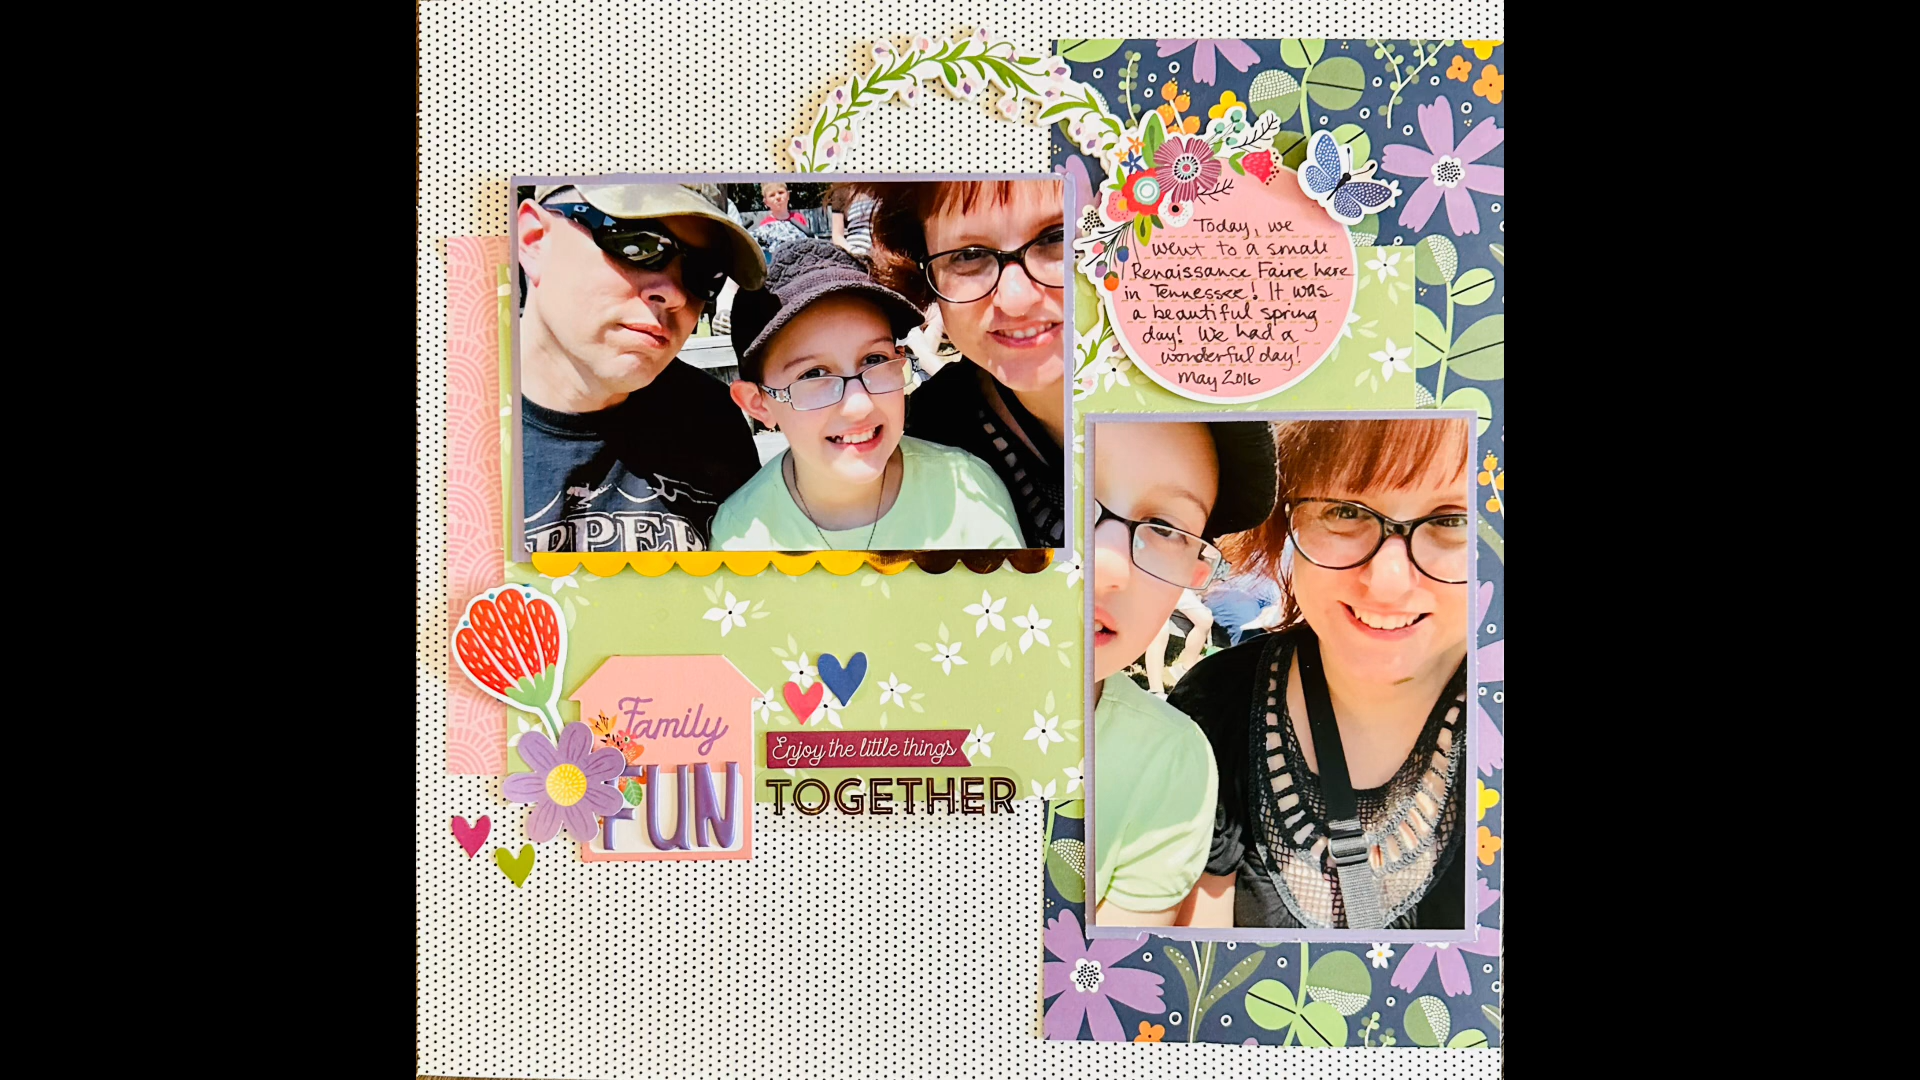 Today, we
went to a small
Renaissance Faire here
in Tennessee! It was
a beautiful spring
day! We had a
wonderful day!
May 2016
PPER
Family
FUN
Enjoy the little things
TOGETHER